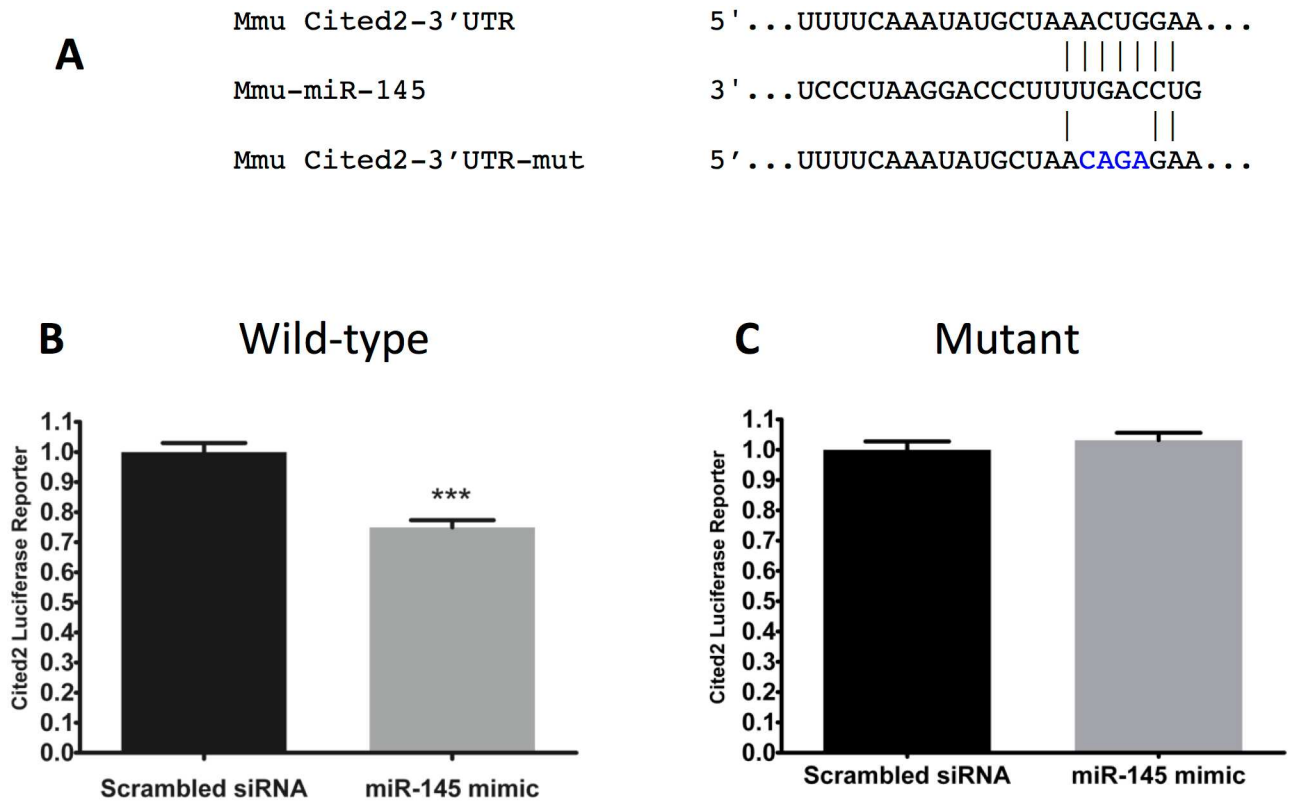 A
Mmu Cited2-3'UTR 5'...UUUUCAAAUAUGCUAAACUGGAA...
|||||||
Mmu-miR-145 3'...UCCCUAAGGACCCUUUUGACCUG
| ||
Mmu Cited2-3′UTR-mut 5′...UUUUCAAAUAUGCUAACAGAGAA...
B Wild-type
Cited2 Luciferase Reporter
1.1
1.0
0.9
0.8
0.7
0.6
0.5
0.4
0.3
0.2
0.1
0.0
***
Scrambled siRNA miR-145 mimic
C Mutant
Cited2 Luciferase Reporter
1.1
1.0
0.9
0.8
0.7
0.6
0.5
0.4
0.3
0.2
0.1
0.0
Scrambled siRNA miR-145 mimic